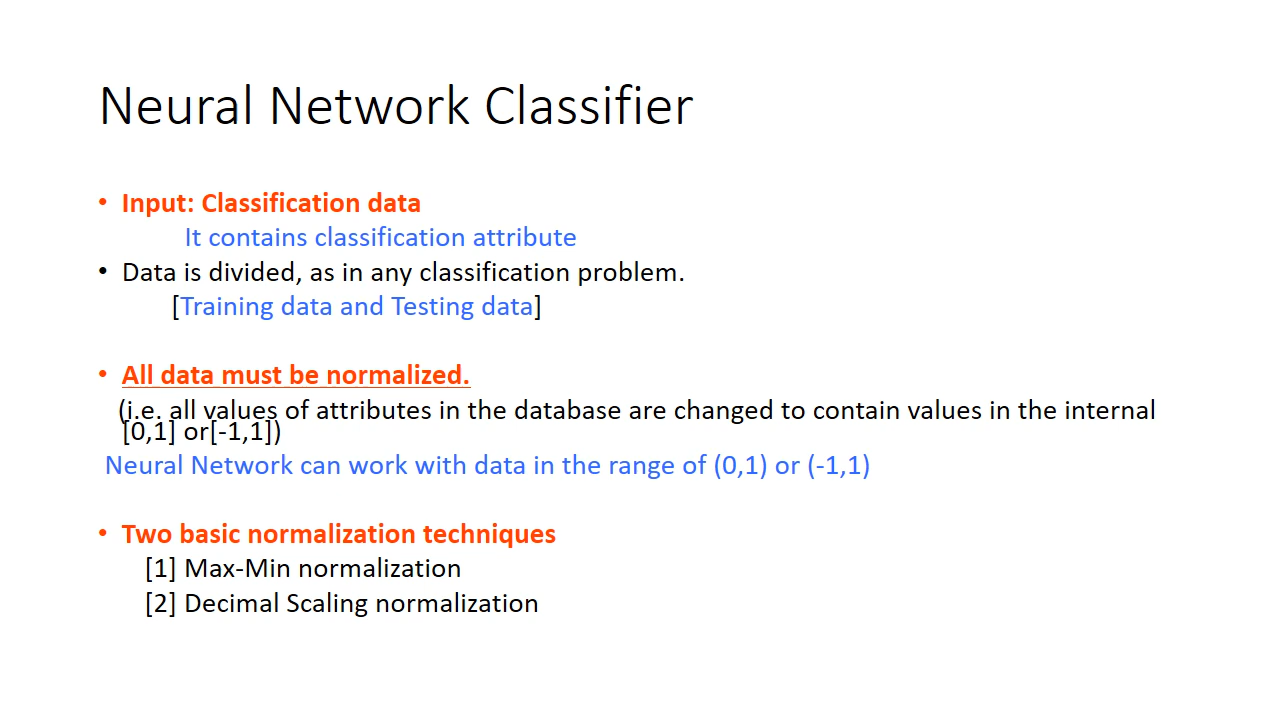 Neural Network Classifier
• Input: Classification data
It contains classification attribute
• Data is divided, as in any classification problem.
[Training data and Testing data]
• All data must be normalized.
(i.e. all values of attributes in the database are changed to contain values in the internal
[0,1] or[-1,1])
Neural Network can work with data in the range of (0,1) or (-1,1)
• Two basic normalization techniques
[1] Max-Min normalization
[2] Decimal Scaling normalization